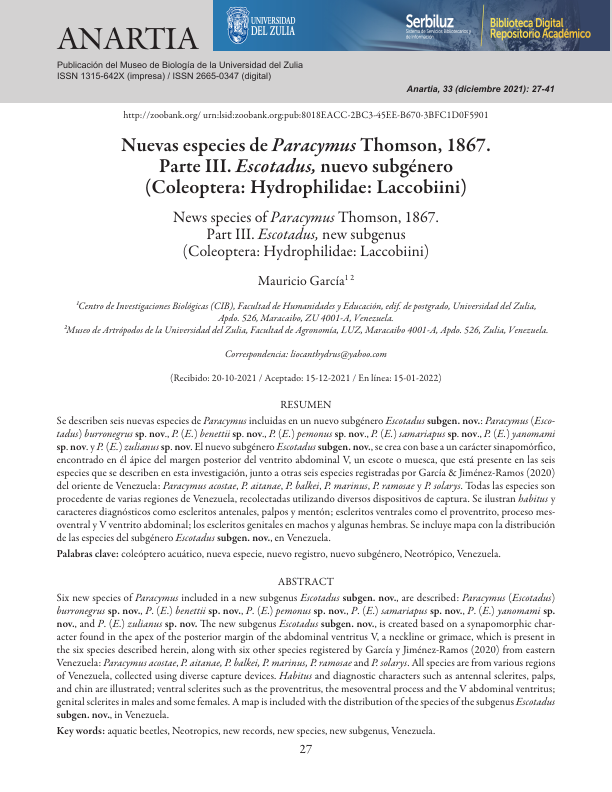 ANARTIA
UNIVERSIDAD
DEL ZULIA
Serbiluz
Sistema de Servicios Bibliotecarios y
de Información
Biblioteca Digital
Repositorio Académico
Publicación del Museo de Biología de la Universidad del Zulia
ISSN 1315-642X (impresa) / ISSN 2665-0347 (digital)
Anartia, 33 (diciembre 2021): 27-41
http://zoobank.org/ urn:lsid:zoobank.org:pub:8018EACC-2BC3-45EE-B670-3BFC1D0F5901
Nuevas especies de Paracymus Thomson, 1867.
Parte III. Escotadus, nuevo subgénero
(Coleoptera: Hydrophilidae: Laccobiini)
News species of Paracymus Thomson, 1867.
Part III. Escotadus, new subgenus
(Coleoptera: Hydrophilidae: Laccobiini)
Mauricio García1 2
1Centro de Investigaciones Biológicas (CIB), Facultad de Humanidades y Educación, edif. de postgrado, Universidad del Zulia,
Apdo. 526, Maracaibo, ZU 4001-A, Venezuela.
2Museo de Artrópodos de la Universidad del Zulia, Facultad de Agronomía, LUZ, Maracaibo 4001-A, Apdo. 526, Zulia, Venezuela.
Correspondencia: liocanthydrus@yahoo.com
(Recibido: 20-10-2021 / Aceptado: 15-12-2021 / En línea: 15-01-2022)
RESUMEN
Se describen seis nuevas especies de Paracymus incluidas en un nuevo subgénero Escotadus subgen. nov.: Paracymus (Esco-
tadus) burronegrus sp. nov., P. (E.) benettii sp. nov., P. (E.) pemonus sp. nov., P. (E.) samariapus sp. nov., P. (E.) yanomami
sp. nov. y P. (E.) zulianus sp. nov. El nuevo subgénero Escotadus subgen. nov., se crea con base a un carácter sinapomórfico,
encontrado en él ápice del margen posterior del ventrito abdominal V, un escote o muesca, que está presente en las seis
especies que se describen en esta investigación, junto a otras seis especies registradas por García & Jiménez-Ramos (2020)
del oriente de Venezuela: Paracymus acostae, P. aitanae, P. balkei, P. marinus, P. ramosae y P. solarys. Todas las especies son
procedente de varias regiones de Venezuela, recolectadas utilizando diversos dispositivos de captura. Se ilustran habitus y
caracteres diagnósticos como escleritos antenales, palpos y mentón; escleritos ventrales como el proventrito, proceso mes-
oventral y V ventrito abdominal; los escleritos genitales en machos y algunas hembras. Se incluye mapa con la distribución
de las especies del subgénero Escotadus subgen. nov., en Venezuela.
Palabras clave: coleóptero acuático, nueva especie, nuevo registro, nuevo subgénero, Neotrópico, Venezuela.
ABSTRACT
Six new species of Paracymus included in a new subgenus Escotadus subgen. nov., are described: Paracymus (Escotadus)
burronegrus sp. nov., P. (E.) benettii sp. nov., P. (E.) pemonus sp. nov., P. (E.) samariapus sp. nov., P. (E.) yanomami sp.
nov., and P. (E.) zulianus sp. nov. The new subgenus Escotadus subgen. nov., is created based on a synapomorphic char-
acter found in the apex of the posterior margin of the abdominal ventritus V, a neckline or grimace, which is present in
the six species described herein, along with six other species registered by García y Jiménez-Ramos (2020) from eastern
Venezuela: Paracymus acostae, P. aitanae, P. balkei, P. marinus, P. ramosae and P. solarys. All species are from various regions
of Venezuela, collected using diverse capture devices. Habitus and diagnostic characters such as antennal sclerites, palps,
and chin are illustrated; ventral sclerites such as the proventritus, the mesoventral process and the V abdominal ventritus;
genital sclerites in males and some females. A map is included with the distribution of the species of the subgenus Escotadus
subgen. nov., in Venezuela.
Key words: aquatic beetles, Neotropics, new records, new species, new subgenus, Venezuela.
27